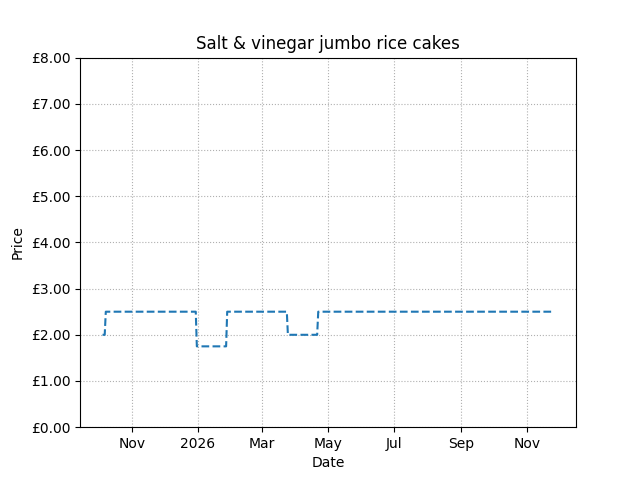 Salt & vinegar jumbo rice cakes
£8.00
£7.00
£6.00
£5.00
£4.00
£3.00
£2.00
£1.00
£0.00
Price
Nov 2026 Mar May Jul Sep Nov
Date